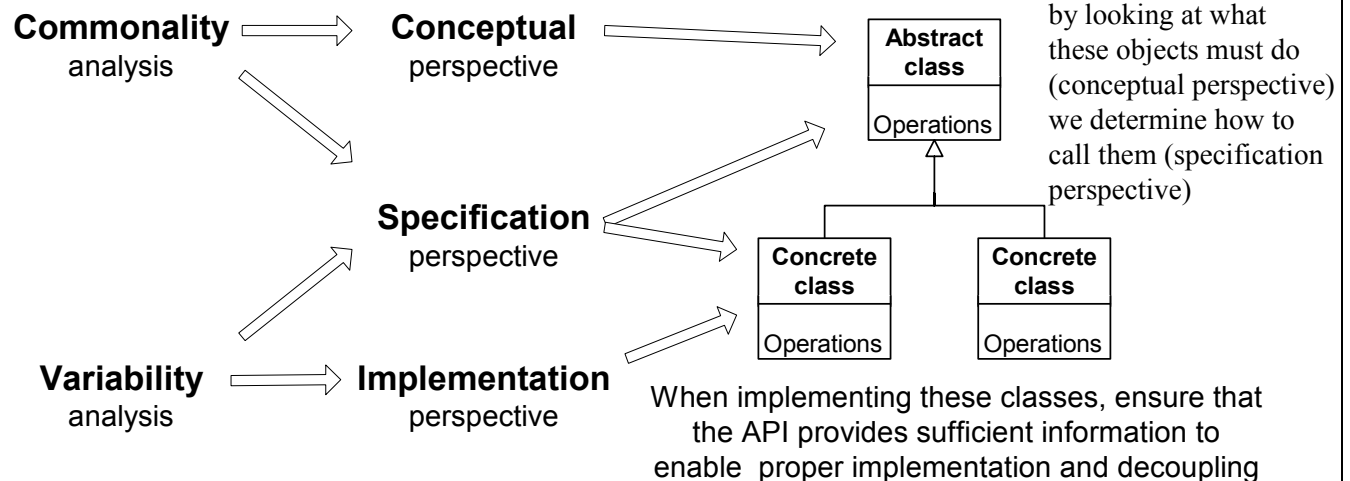 Commonality
analysis
Conceptual
perspective
Abstract
class
Operations
by looking at what
these objects must do
(conceptual perspective)
we determine how to
call them (specification
perspective)
Specification
perspective
Concrete
class
Operations
Concrete
class
Operations
Variability
analysis
Implementation
perspective
When implementing these classes, ensure that
the API provides sufficient information to
enable proper implementation and decoupling